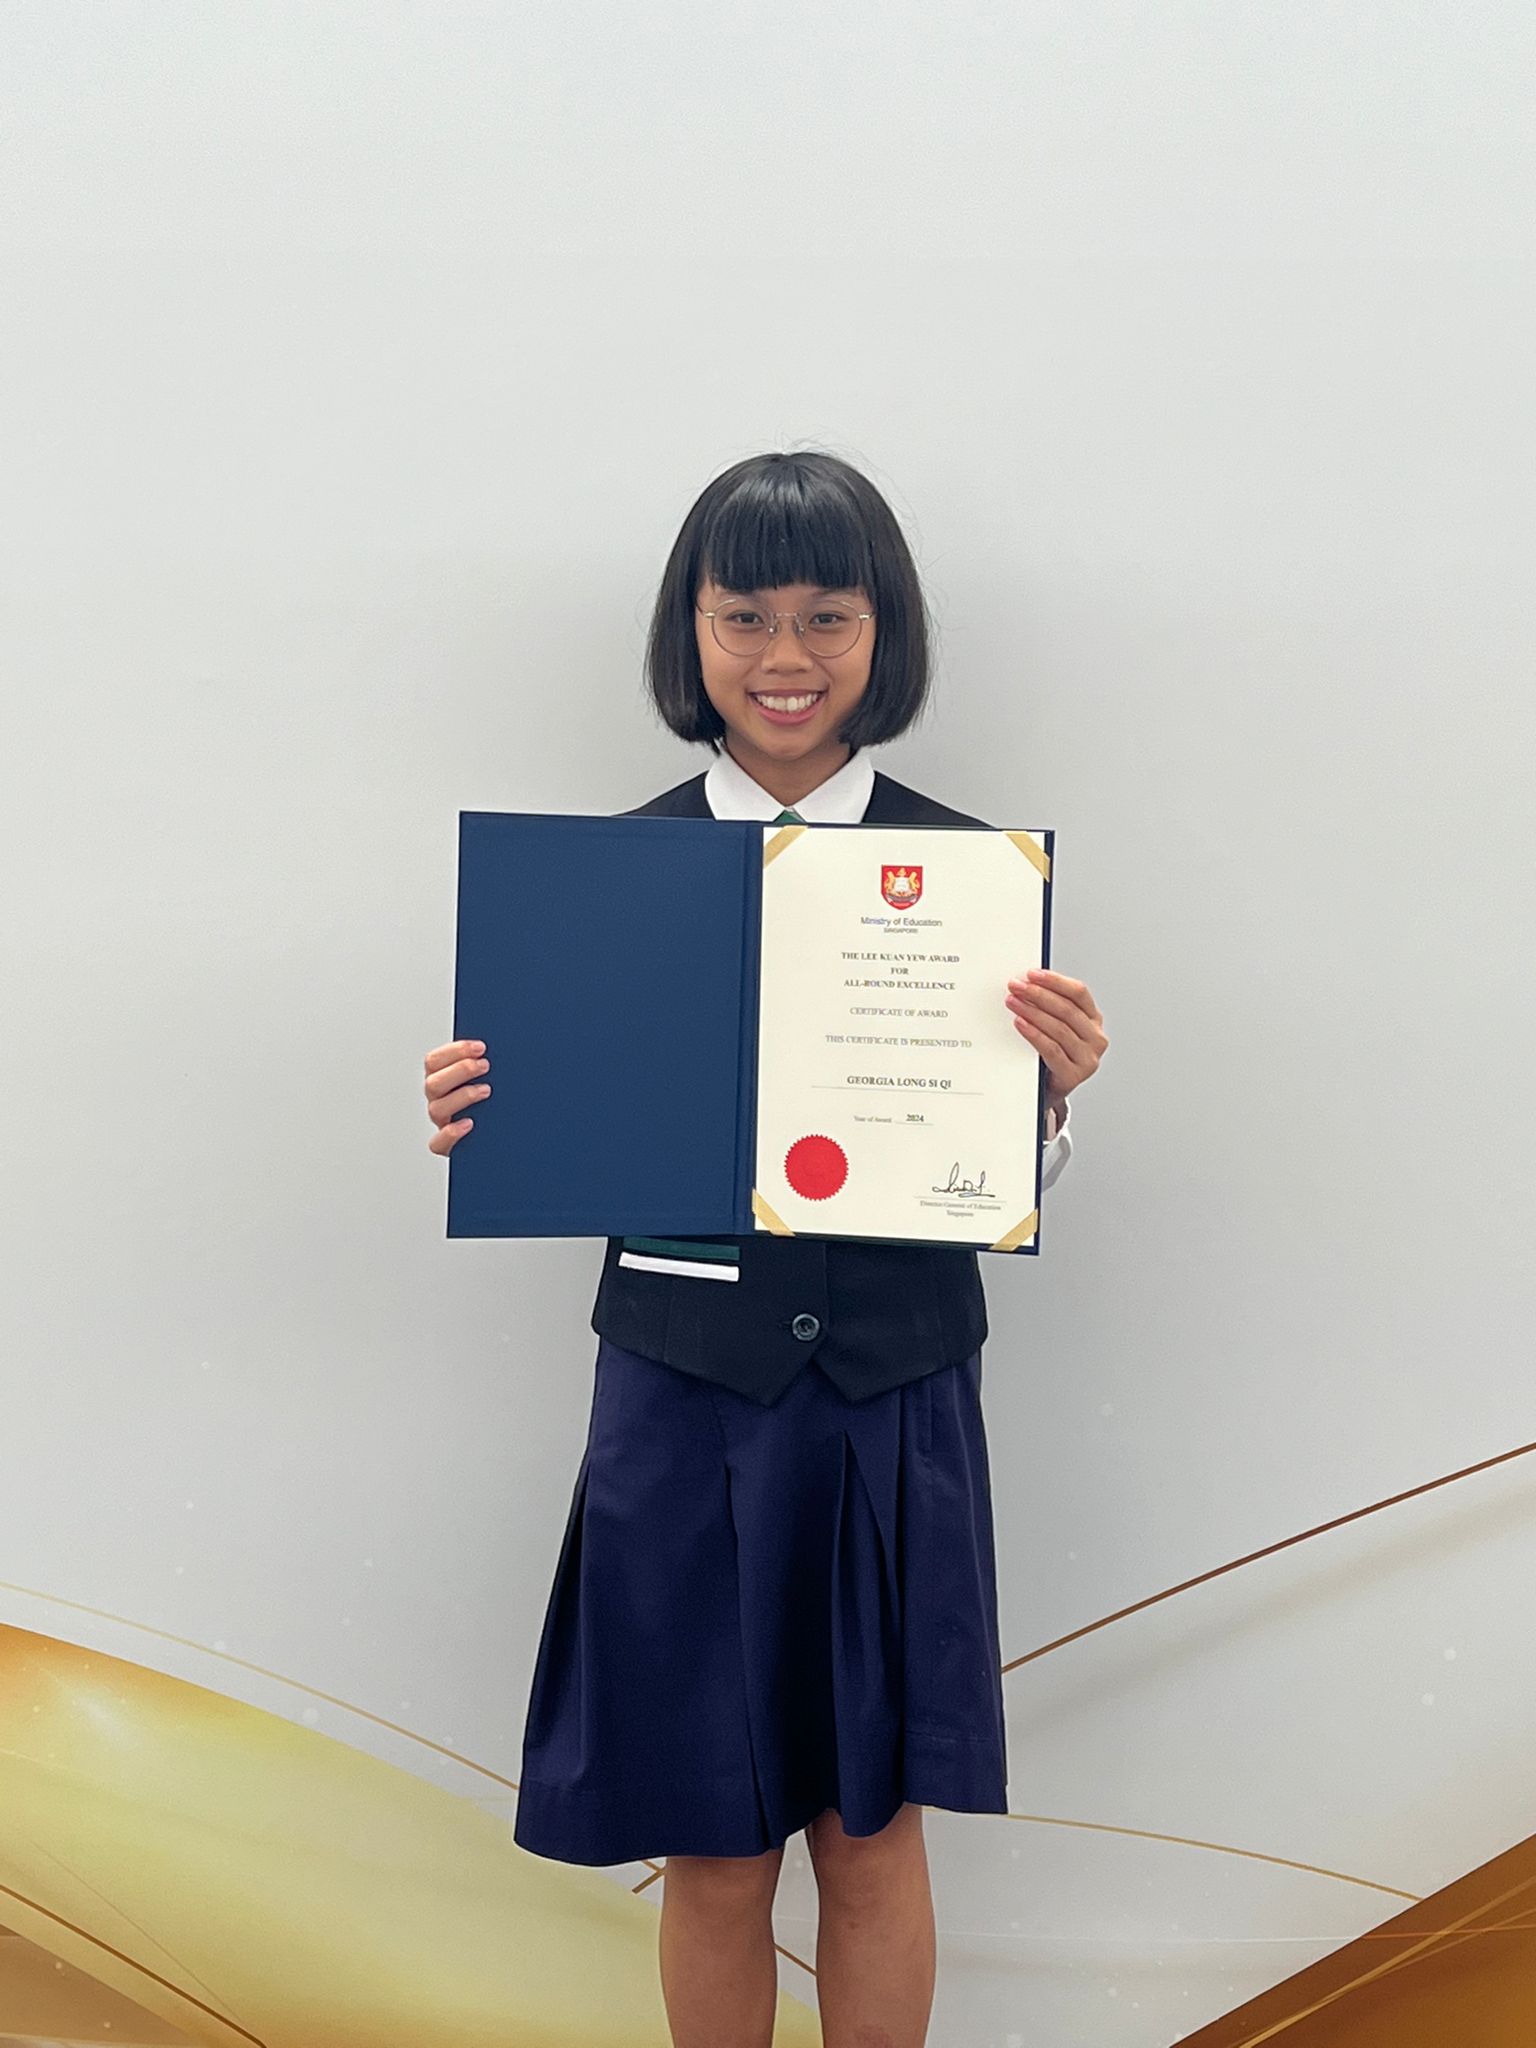 Ministry of Education
SINGAPORE
THE LEE KUAN YEW AWARD
FOR
ALL-ROUND EXCELLENCE
CERTIFICATE OF AWARD
THIS CERTIFICATE IS PRESENTED TO
GEORGIA LONG SI QI
Year of Award 2024
Director-General of Education
Singapore